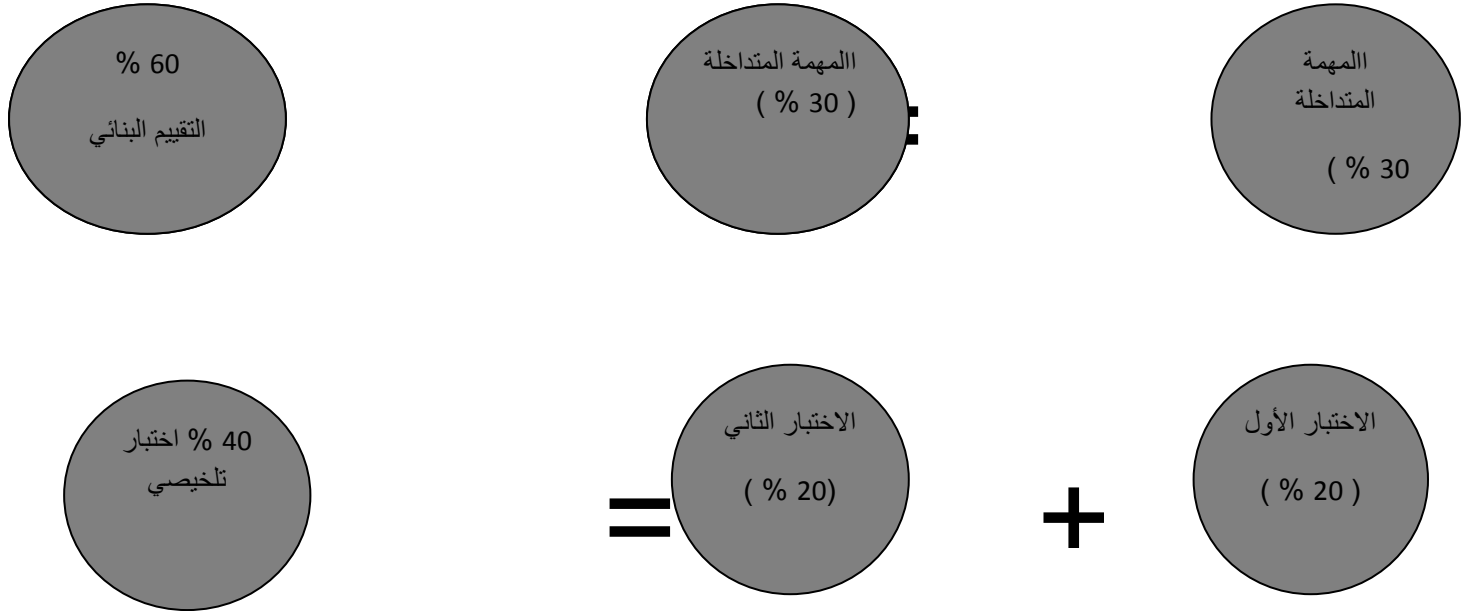 االمهمة
المتداخلة
30 % )
االمهمة المتداخلة
( 30 % )
=
60 %
التقييم البنائي
الاختبار الأول
( 20 % )
+
الاختبار الثاني
(20 % )
=
40 % اختبار
تلخيصي